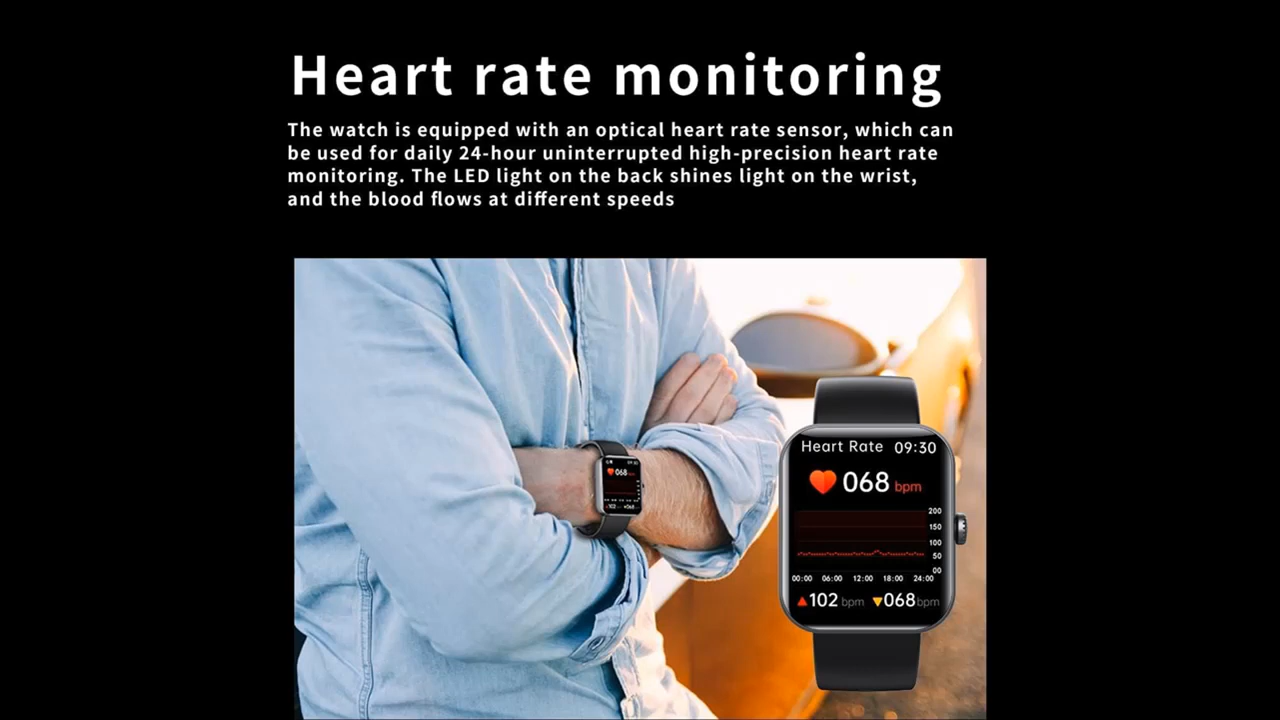 Heart rate monitoring
The watch is equipped with an optical heart rate sensor, which can
be used for daily 24-hour uninterrupted high-precision heart rate
monitoring. The LED light on the back shines light on the wrist,
and the blood flows at different speeds
Heart Rate 09:30
068 bpm
200
150
100
50
00
00:00 06:00 12:00 18:00 24:00
102 bpm 068 bpm
068